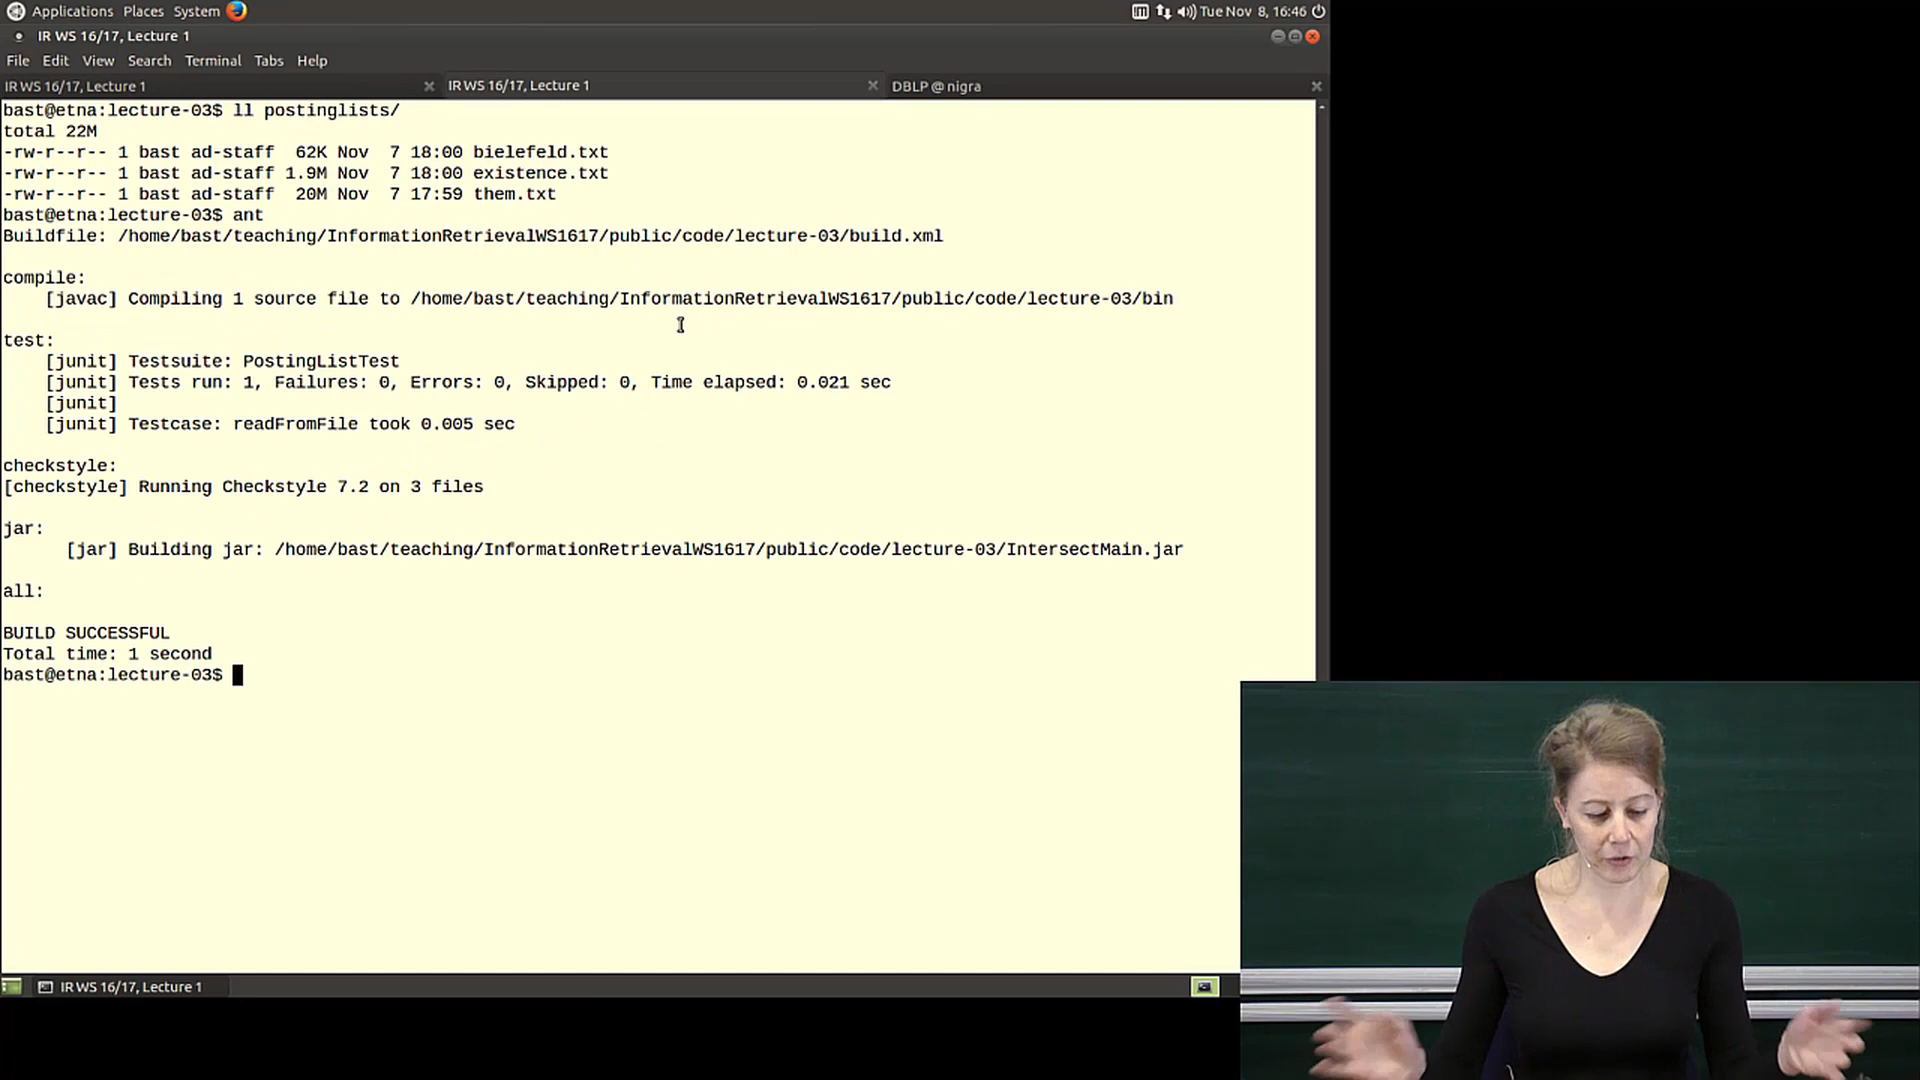 Applications Places System
Tue Nov 8, 16:46
IR WS 16/17, Lecture 1
File Edit View Search Terminal Tabs Help
IR WS 16/17, Lecture 1
IR WS 16/17, Lecture 1
DBLP @ nigra
bast@etna:lecture-03$ ll postinglists/
total 22M
-rw-r--r-- 1 bast ad-staff  62K Nov  7 18:00 bielefeld.txt
-rw-r--r-- 1 bast ad-staff 1.9M Nov  7 18:00 existence.txt
-rw-r--r-- 1 bast ad-staff  20M Nov  7 17:59 them.txt
bast@etna:lecture-03$ ant
Buildfile: /home/bast/teaching/InformationRetrievalWS1617/public/code/lecture-03/build.xml
compile:
[javac] Compiling 1 source file to /home/bast/teaching/InformationRetrievalWS1617/public/code/lecture-03/bin
test:
[junit] Testsuite: PostingListTest
[junit] Tests run: 1, Failures: 0, Errors: 0, Skipped: 0, Time elapsed: 0.021 sec
[junit]
[junit] Testcase: readFromFile took 0.005 sec
checkstyle:
[checkstyle] Running Checkstyle 7.2 on 3 files
jar:
[jar] Building jar: /home/bast/teaching/InformationRetrievalWS1617/public/code/lecture-03/IntersectMain.jar
all:
BUILD SUCCESSFUL
Total time: 1 second
bast@etna:lecture-03$
IR WS 16/17, Lecture 1